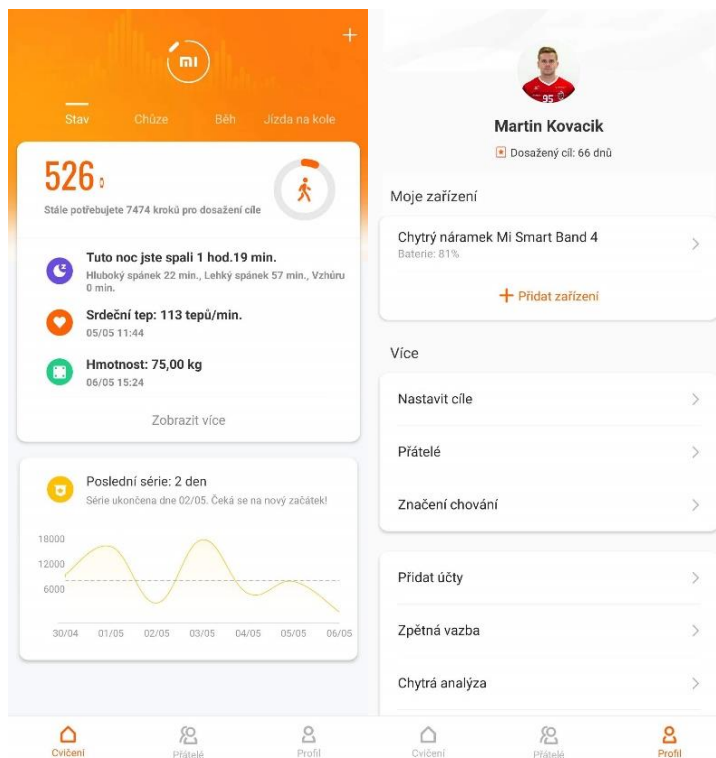 mi
+
Stav Chůze Běh Jízda na kole
526
Stále potřebujete 7474 kroků pro dosažení cíle
Tuto noc jste spali 1 hod.19 min.
Hluboký spánek 22 min., Lehký spánek 57 min., Vzhůru
0 min.
Srdeční tep: 113 tepů/min.
05/05 11:44
Hmotnost: 75,00 kg
06/05 15:24
Zobrazit více
Poslední série: 2 den
Série ukončena dne 02/05. Čeká se na nový začátek!
18000
12000
6000
30/04 01/05 02/05 03/05 04/05 05/05 06/05
Cvičení Přátelé Profil
95
Martin Kovacik
Dosažený cíl: 66 dnů
Moje zařízení
Chytrý náramek Mi Smart Band 4
Baterie: 81%
+ Přidat zařízení
Více
Nastavit cíle
Přátelé
Značení chování
Přidat účty
Zpětná vazba
Chytrá analýza
Cvičení Přátelé Profil